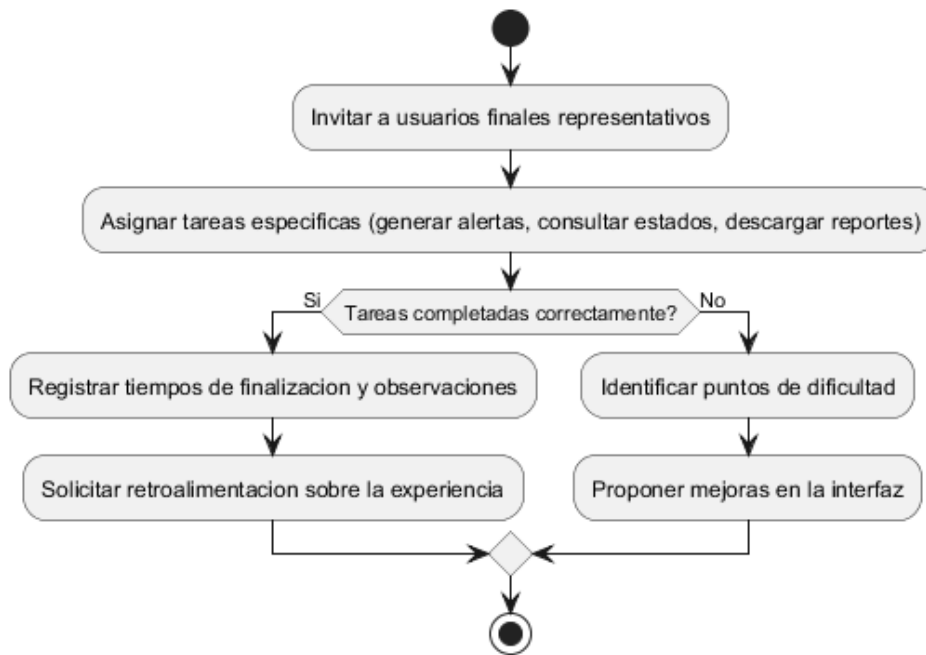 Invitar a usuarios finales representativos
Asignar tareas especificas (generar alertas, consultar estados, descargar reportes)
Si
Tareas completadas correctamente?
No
Registrar tiempos de finalizacion y observaciones
Identificar puntos de dificultad
Solicitar retroalimentacion sobre la experiencia
Proponer mejoras en la interfaz